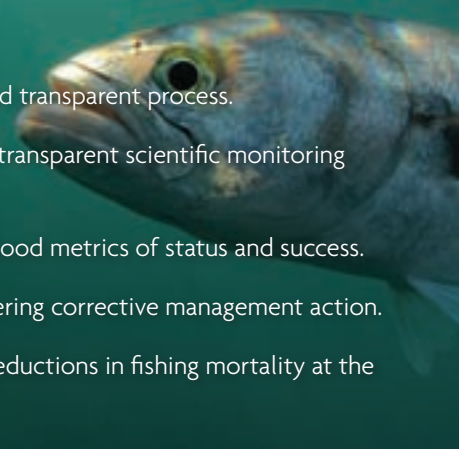 d transparent process.
transparent scientific monitoring
ood metrics of status and success.
ering corrective management action.
eductions in fishing mortality at the